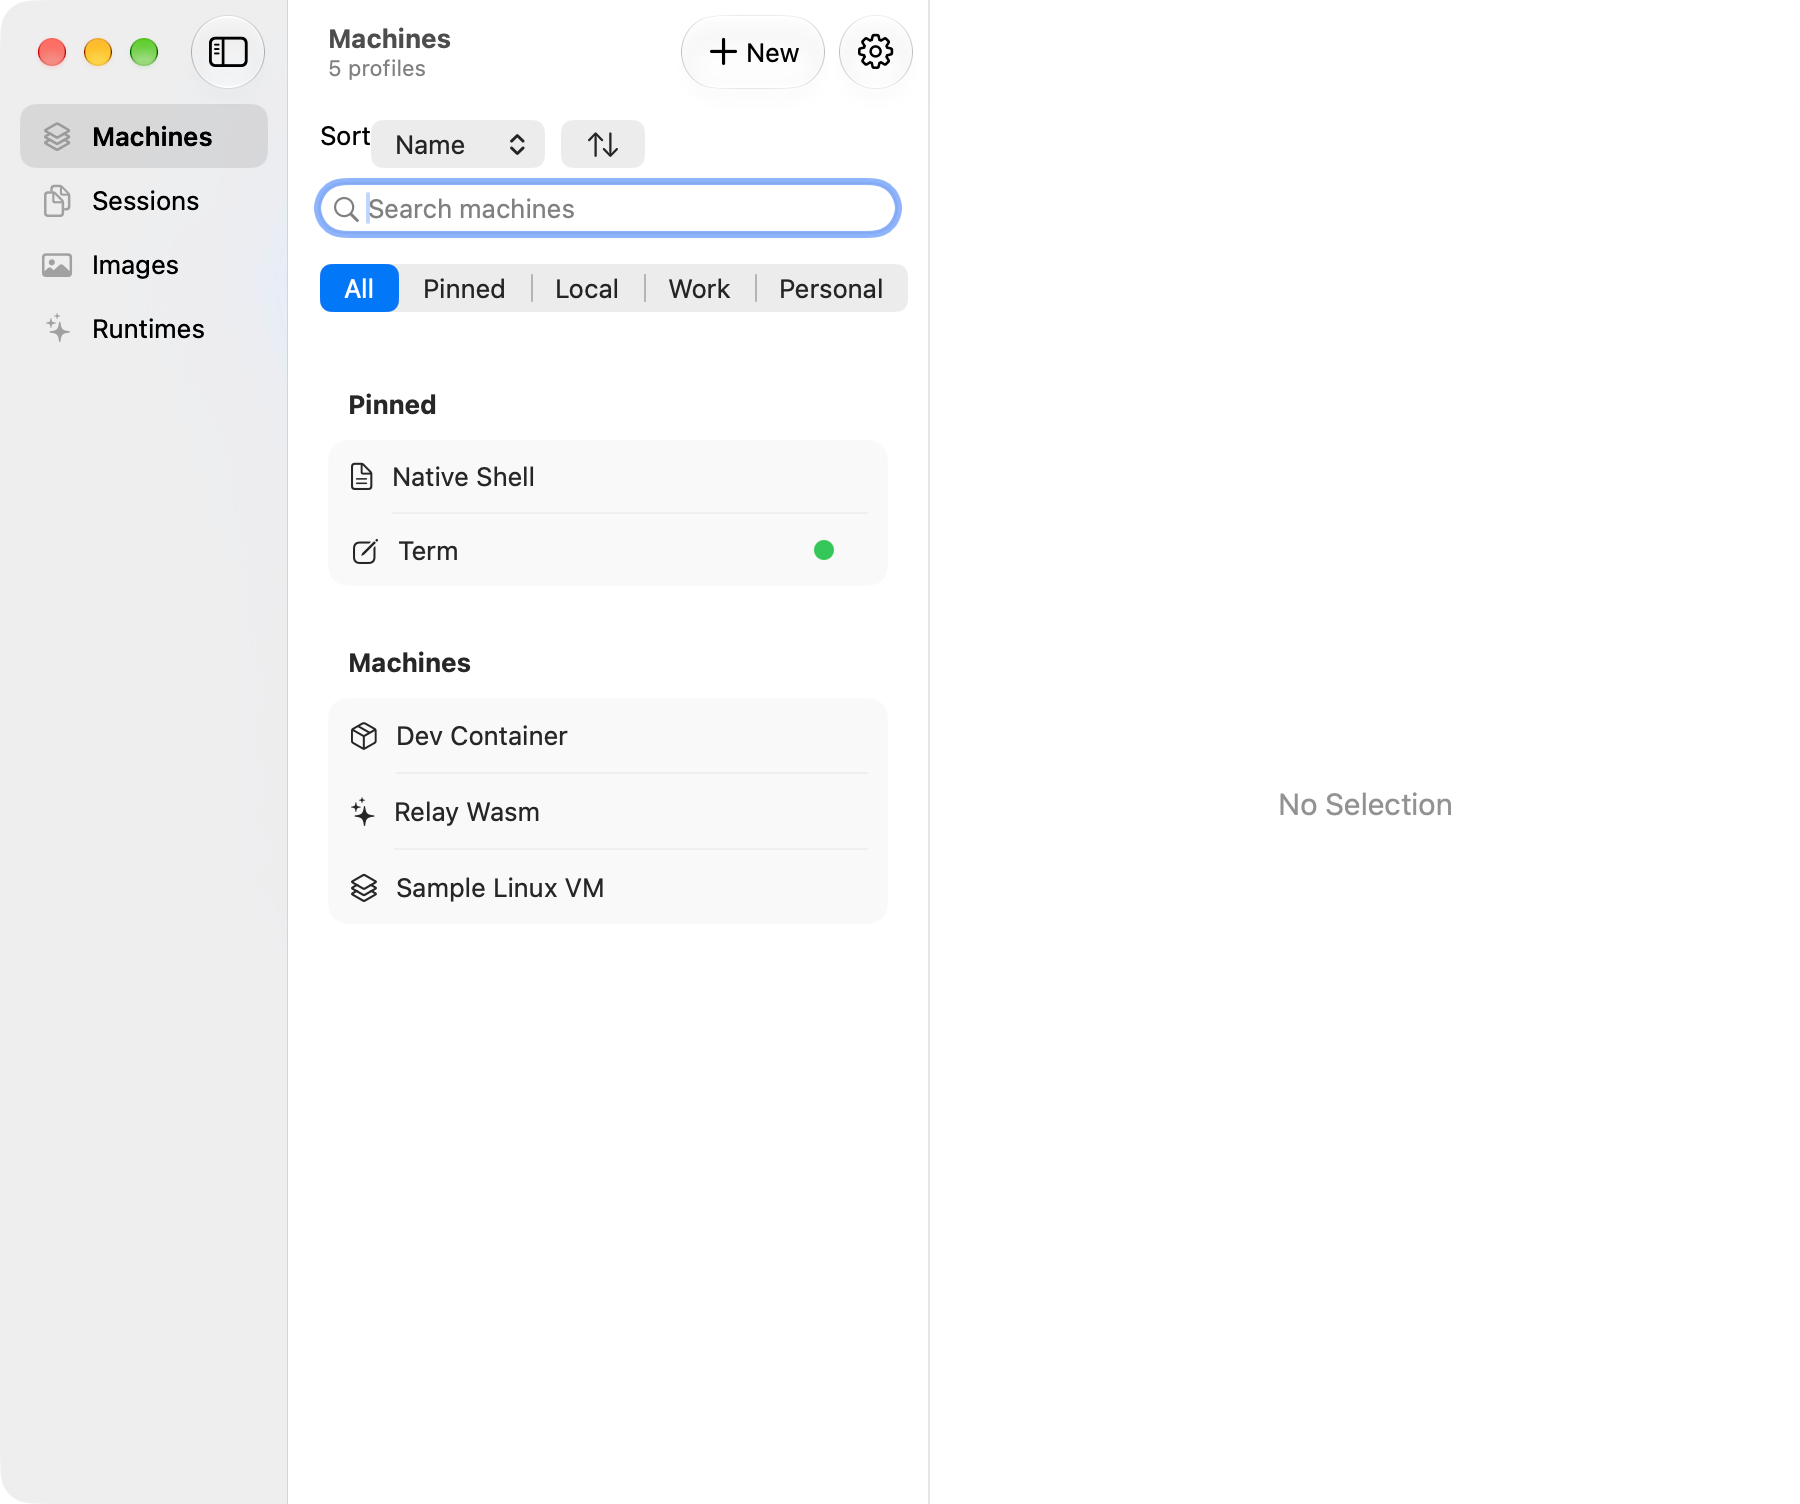 Machines
Sessions
Images
Runtimes
Machines
5 profiles
New
Sort Name
Search machines
All Pinned Local Work Personal
Pinned
Native Shell
Term
Machines
Dev Container
Relay Wasm
Sample Linux VM
No Selection